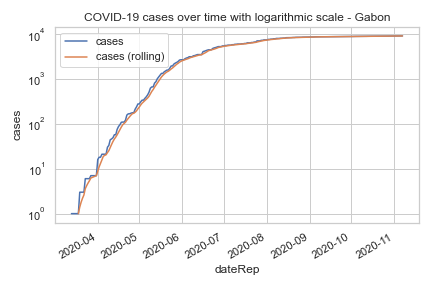 COVID-19 cases over time with logarithmic scale - Gabon
cases
cases (rolling)
10⁴
10³
10²
10¹
10⁰
cases
2020-04
2020-05
2020-06
2020-07
2020-08
2020-09
2020-10
2020-11
dateRep